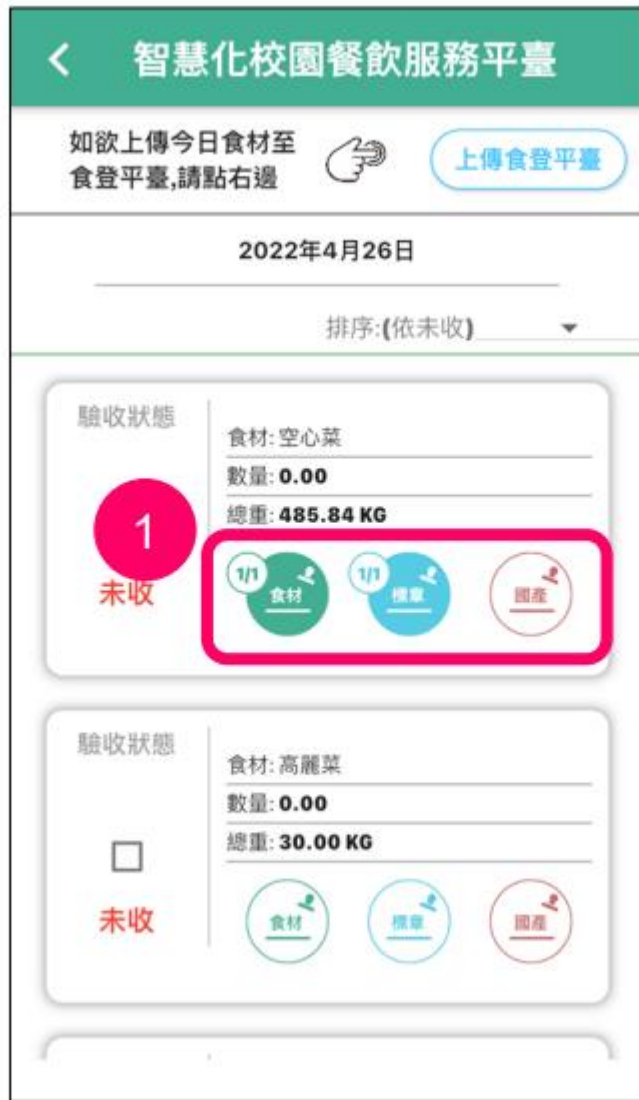 智慧化校園餐飲服務平臺
如欲上傳今日食材至
食登平臺,請點右邊
上傳食登平臺
2022年4月26日
排序:(依未收)
驗收狀態
食材: 空心菜
數量: 0.00
總重: 485.84 KG
1
未收
1/1
食材
1/1
標章
國產
驗收狀態
食材: 高麗菜
數量: 0.00
總重: 30.00 KG
未收
食材
標章
國產